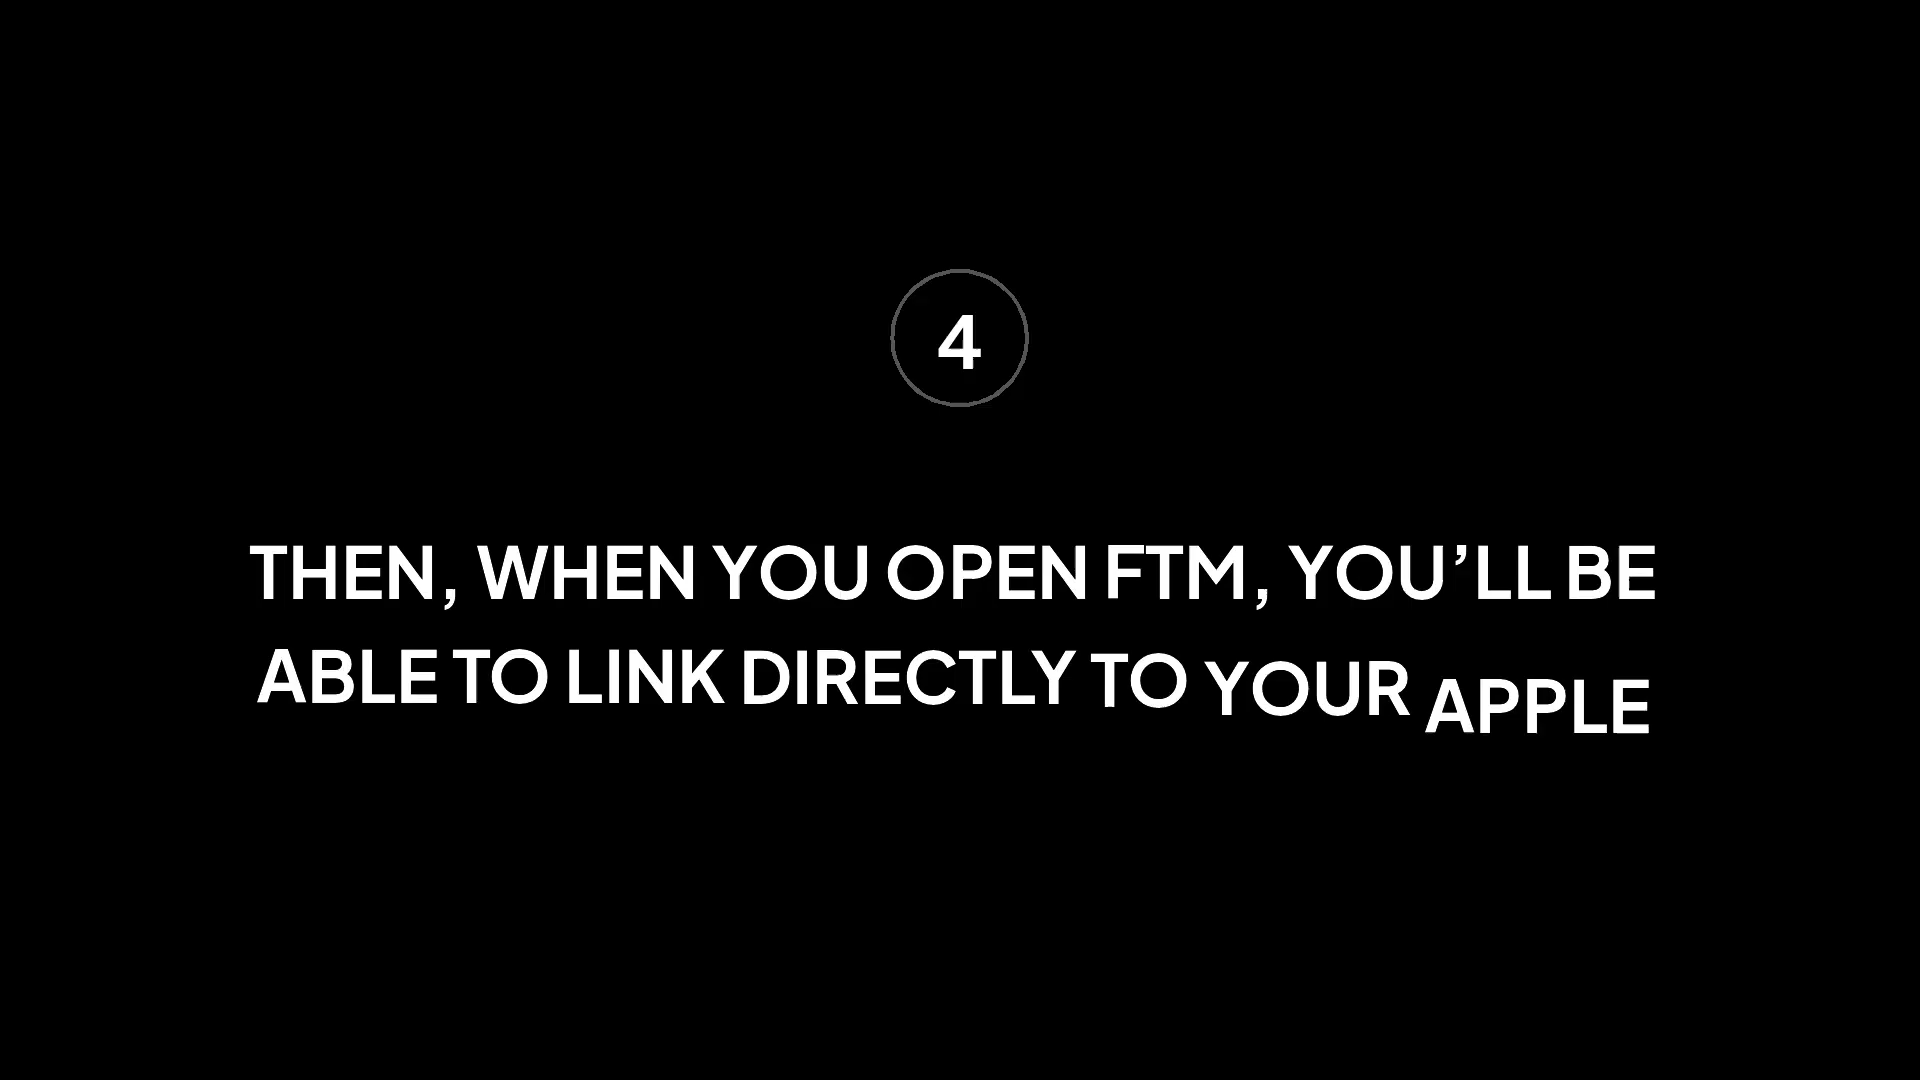 4
THEN, WHEN YOU OPEN FTM, YOU’LL BE
ABLE TO LINK DIRECTLY TO YOUR APPLE